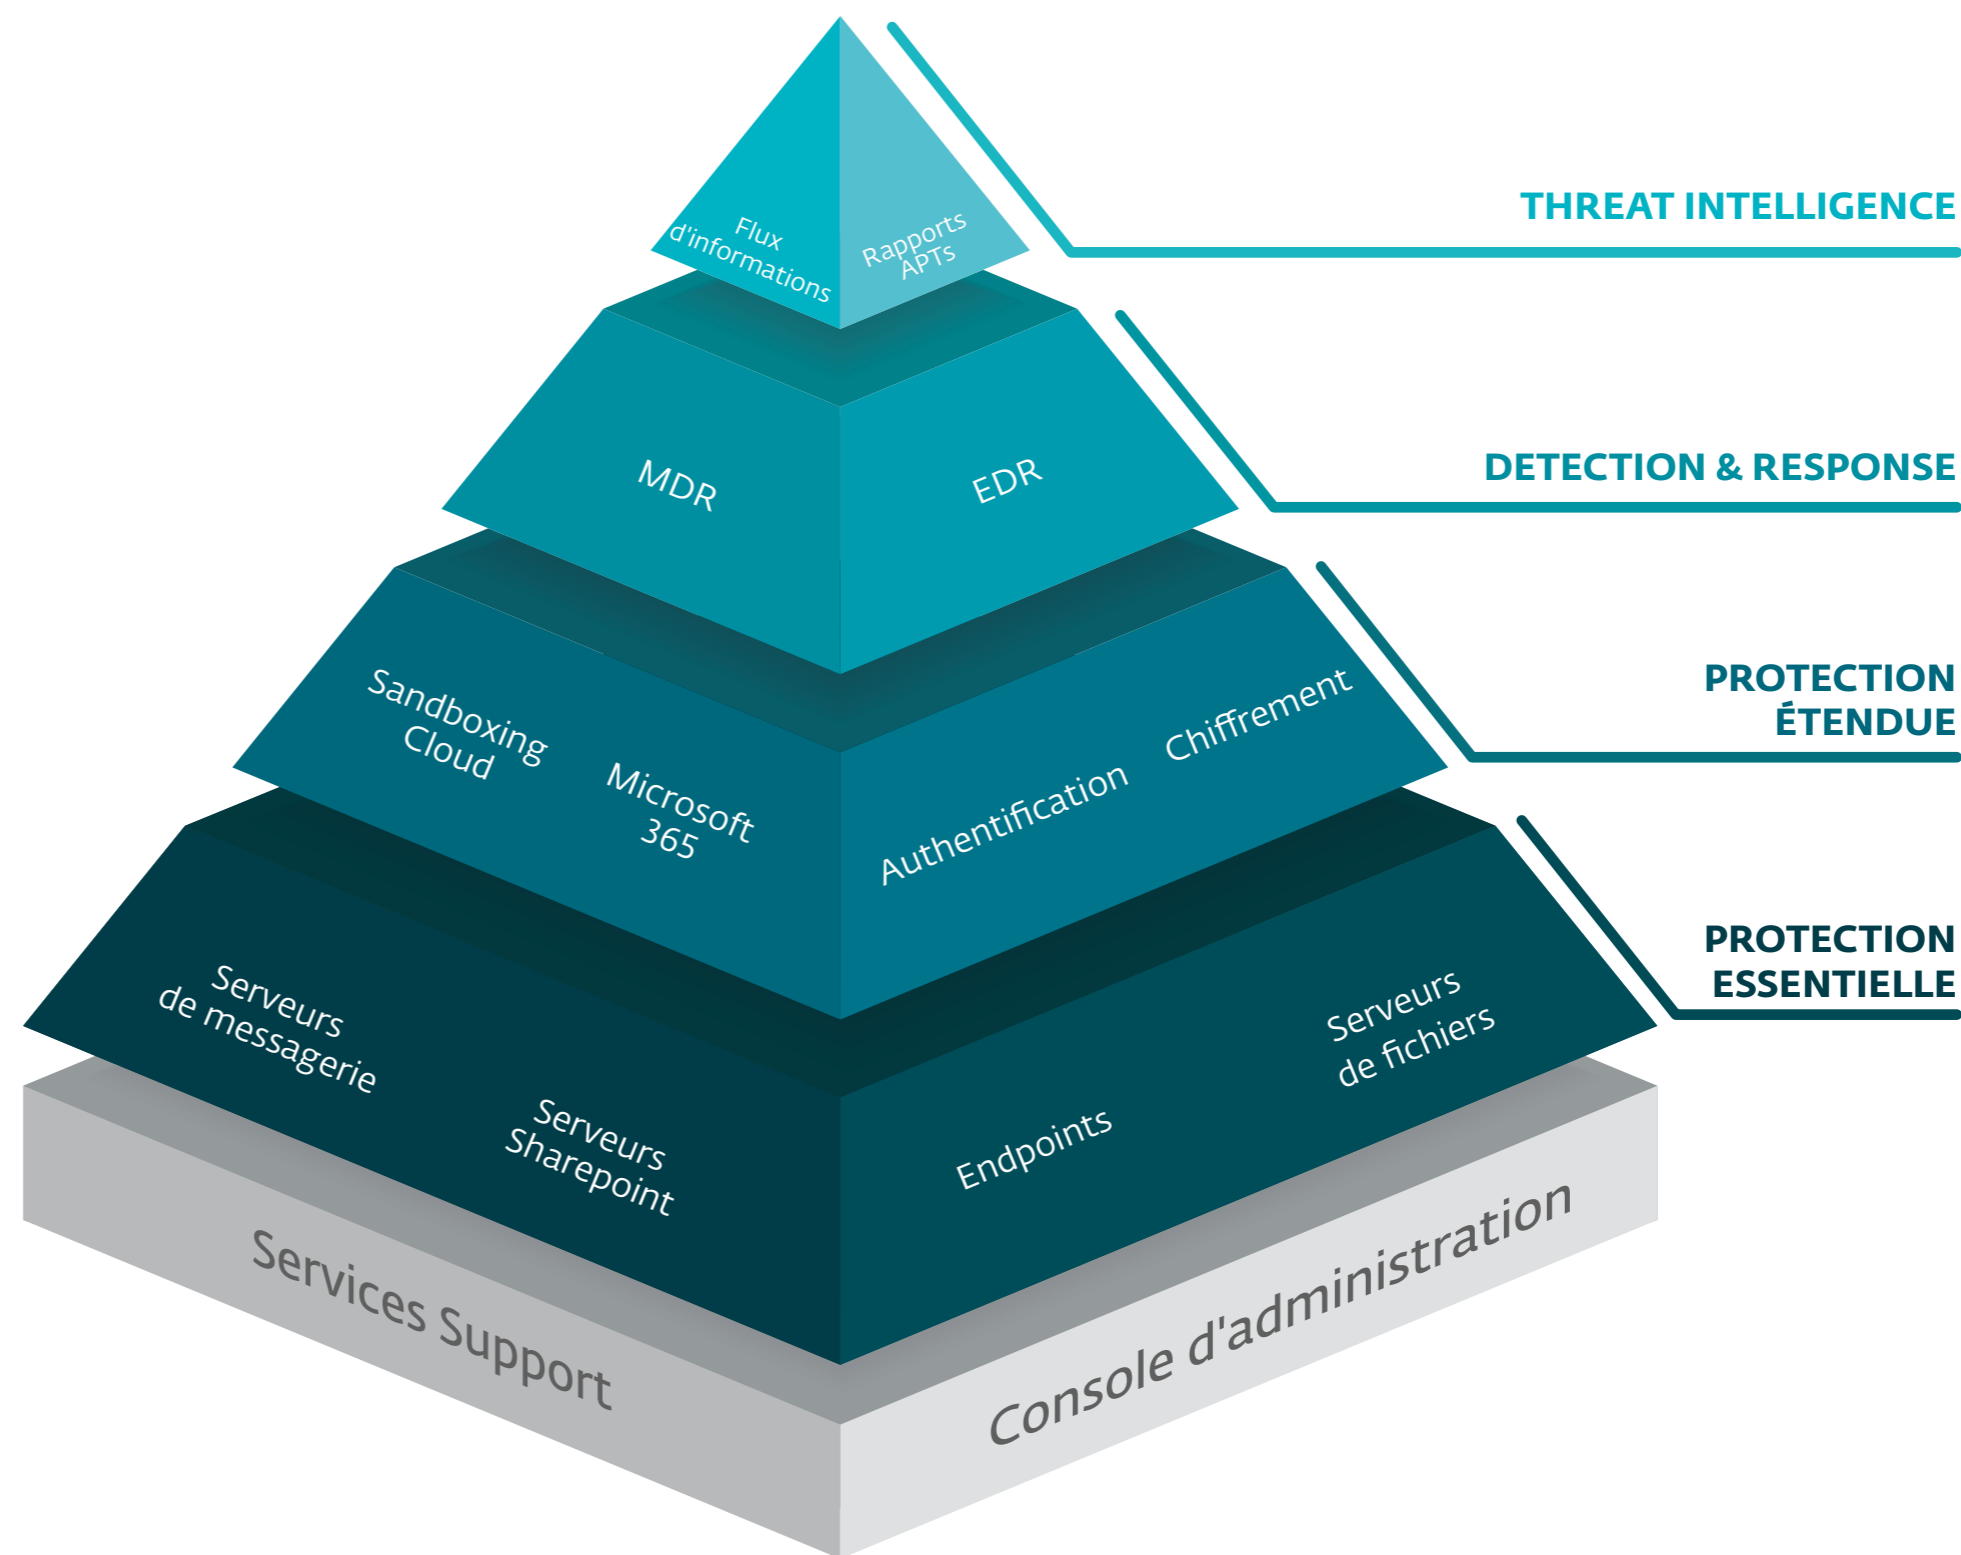 Flux
d'informations
Rapports
APTs
THREAT INTELLIGENCE
MDR
EDR
DETECTION & RESPONSE
Sandboxing
Cloud
Microsoft
365
Authentification
Chiffrement
PROTECTION
ÉTENDUE
Serveurs
de messagerie
Serveurs
Sharepoint
Endpoints
Serveurs
de fichiers
PROTECTION
ESSENTIELLE
Services Support
Console d'administration